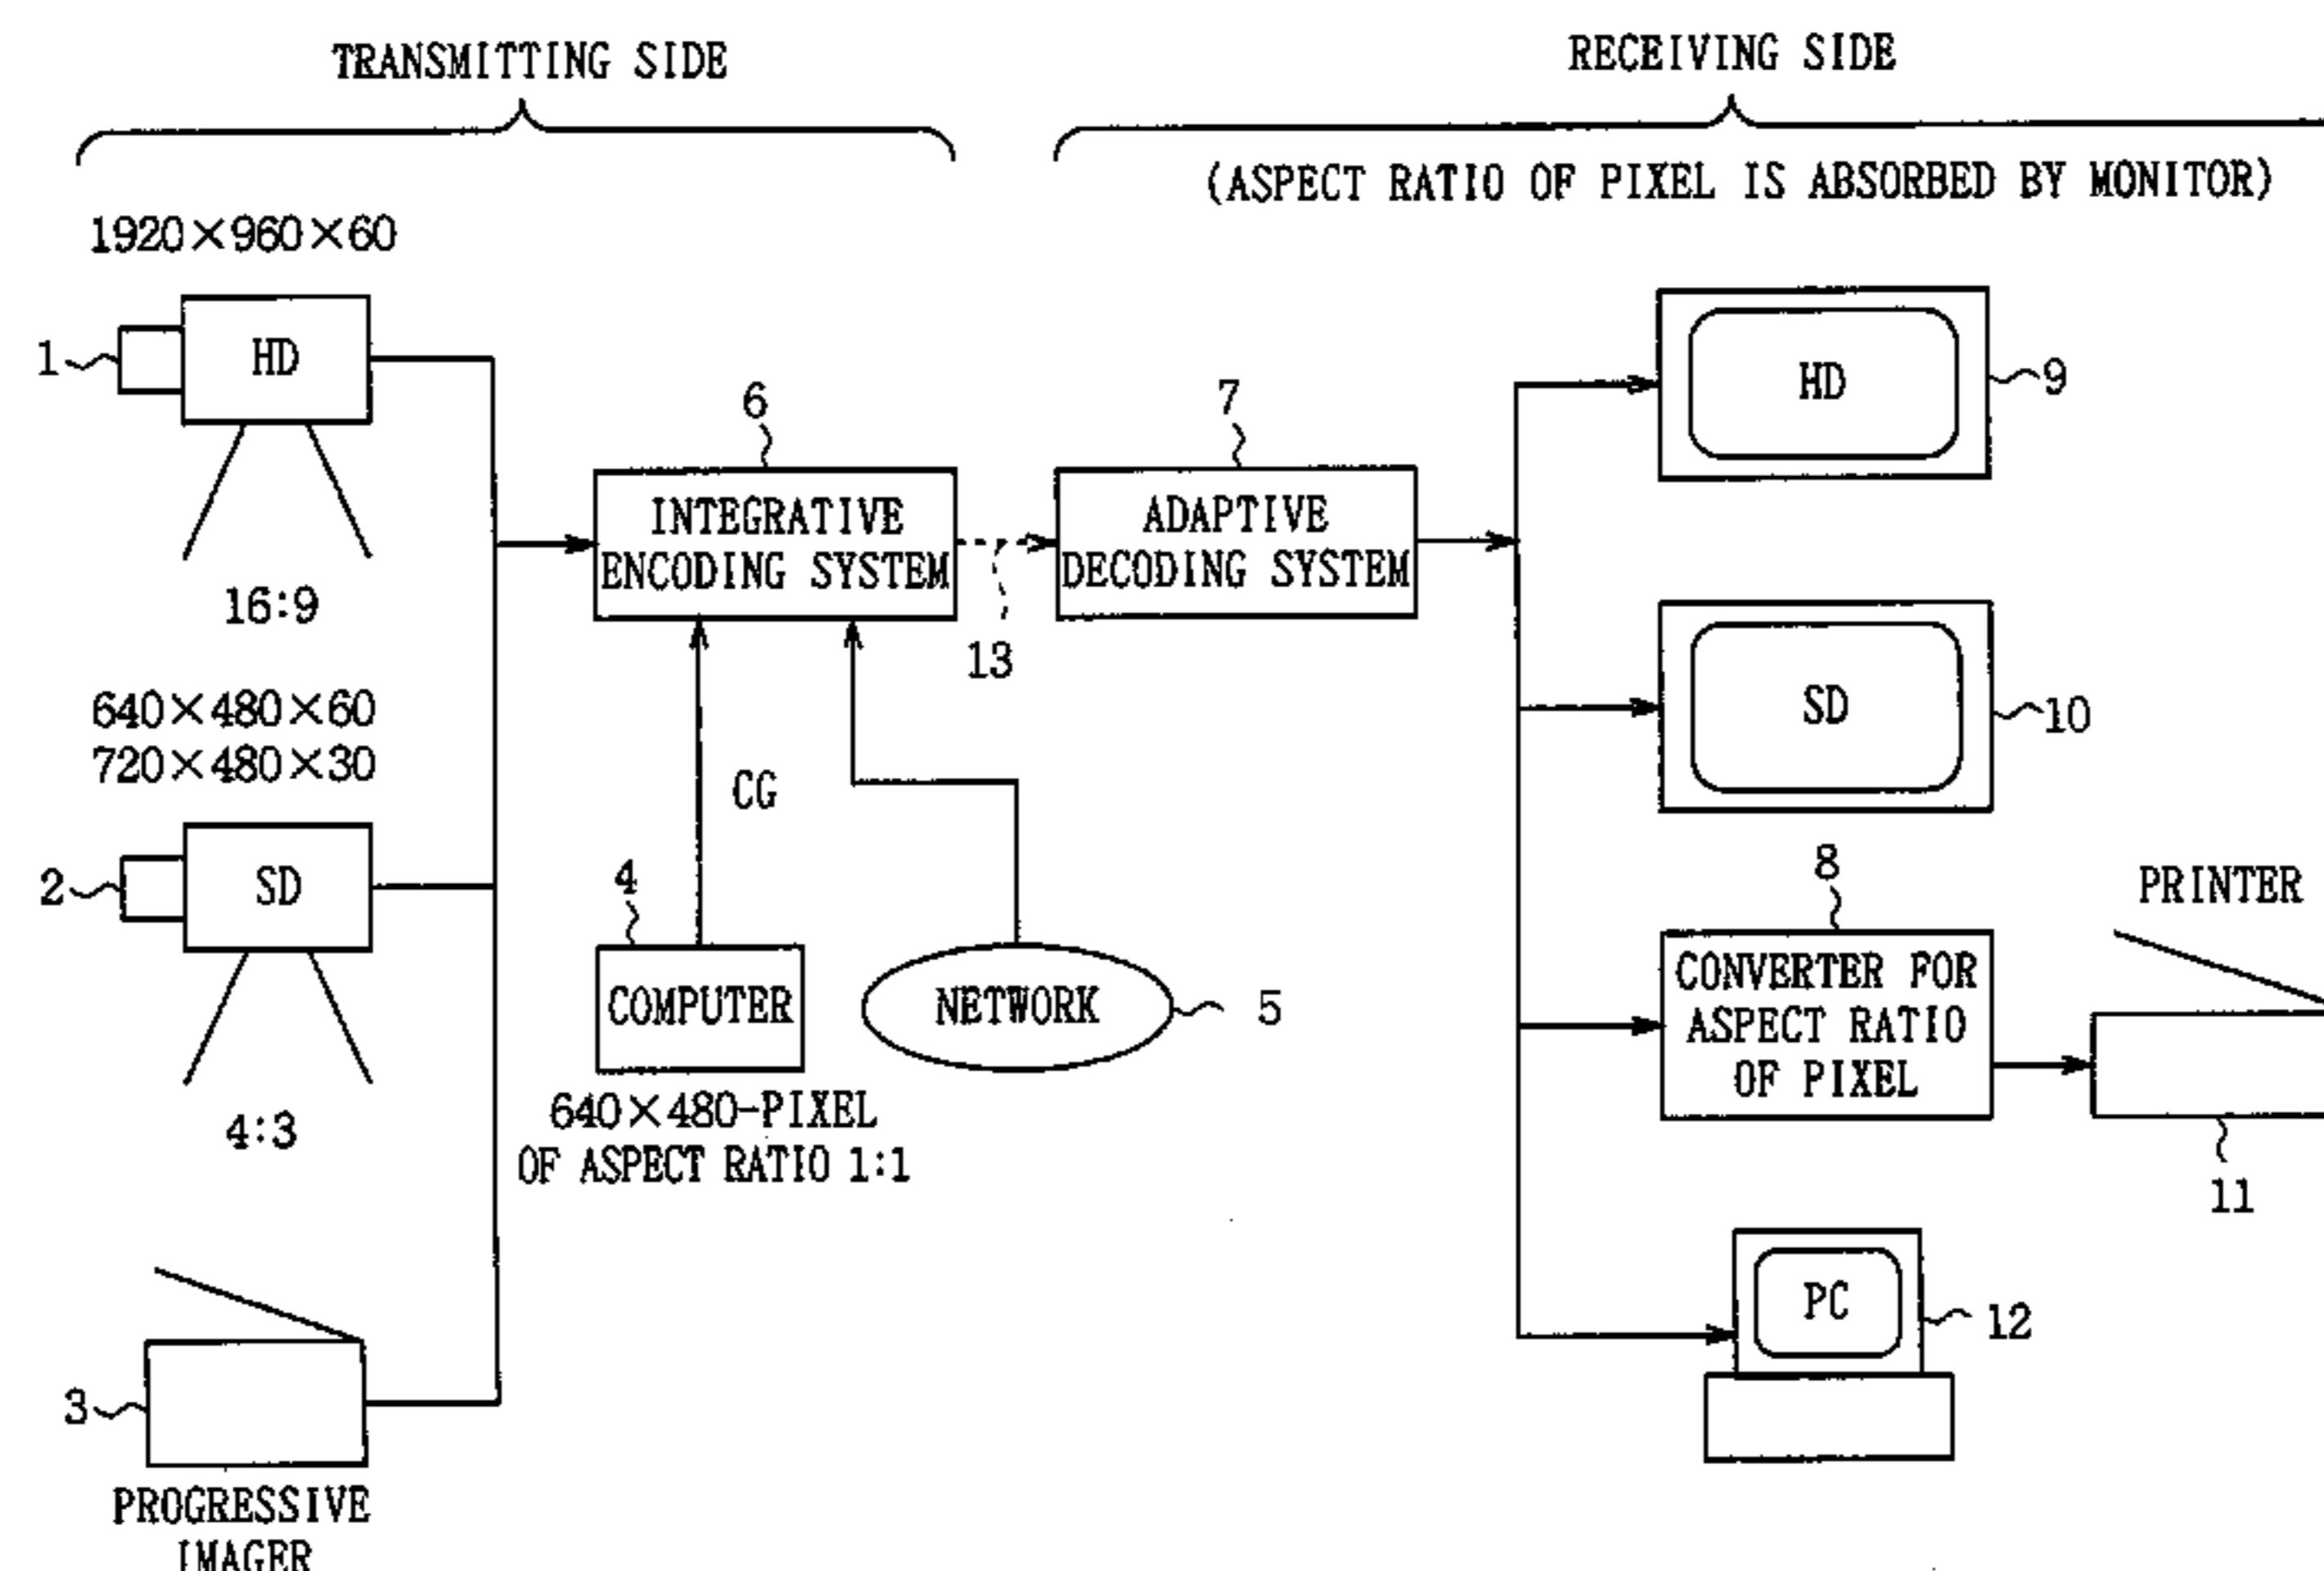 TRANSMITTING SIDE
RECEIVING SIDE
(ASPECT RATIO OF PIXEL IS ABSORBED BY MONITOR)
1920×960×60
1
HD
16:9
640×480×60
720×480×30
2
SD
4:3
3
PROGRESSIVE
IMAGER
6
INTEGRATIVE
ENCODING SYSTEM
13
CG
4
COMPUTER
640×480-PIXEL
OF ASPECT RATIO 1:1
NETWORK
5
7
ADAPTIVE
DECODING SYSTEM
HD
9
SD
10
8
CONVERTER FOR
ASPECT RATIO
OF PIXEL
PRINTER
11
PC
12